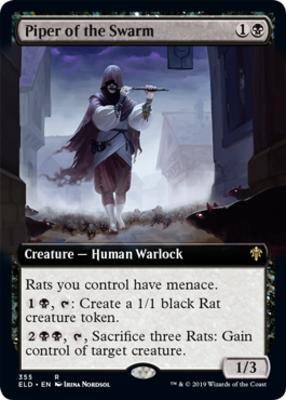 Piper of the Swarm 1
Creature — Human Warlock
Rats you control have menace.
1 , : Create a 1/1 black Rat
creature token.
2 , , Sacrifice three Rats: Gain
control of target creature.
1/3
355 R
ELD • EN Irina Nordsol ™ & © 2019 Wizards of the Coast